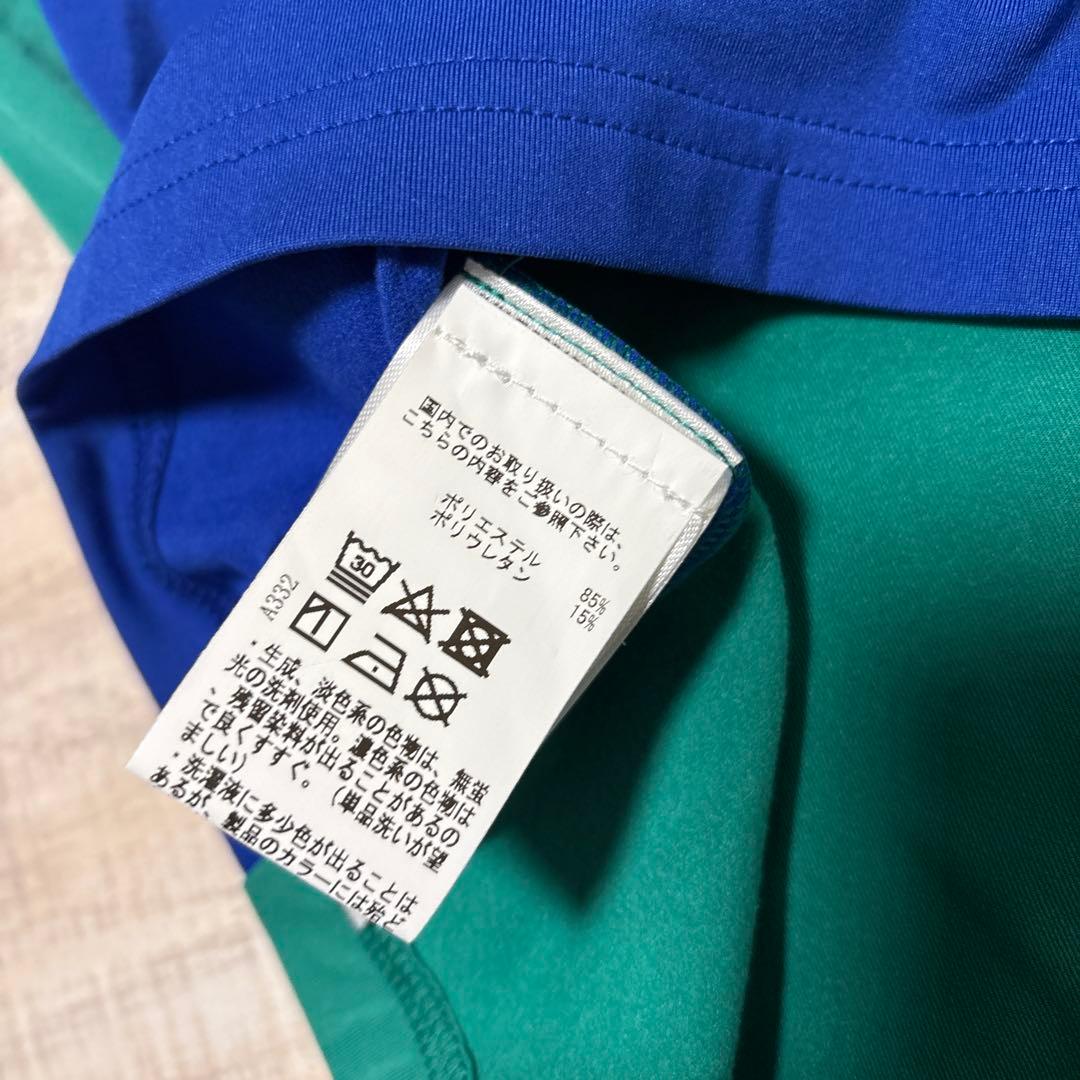 国内でのお取り扱いの際は、
こちらの内容をご参照下さい。
ポリエステル 85%
ポリウレタン 15%
30
A332
・生成、淡色系の色物は、無蛍
光の洗剤使用。濃色系の色物は
、残留染料が出ることがあるの
で良くすすぐ。(単品洗いが望
ましい)
・洗濯液に多少色が出ることは
あるが、製品のカラーには殆ど